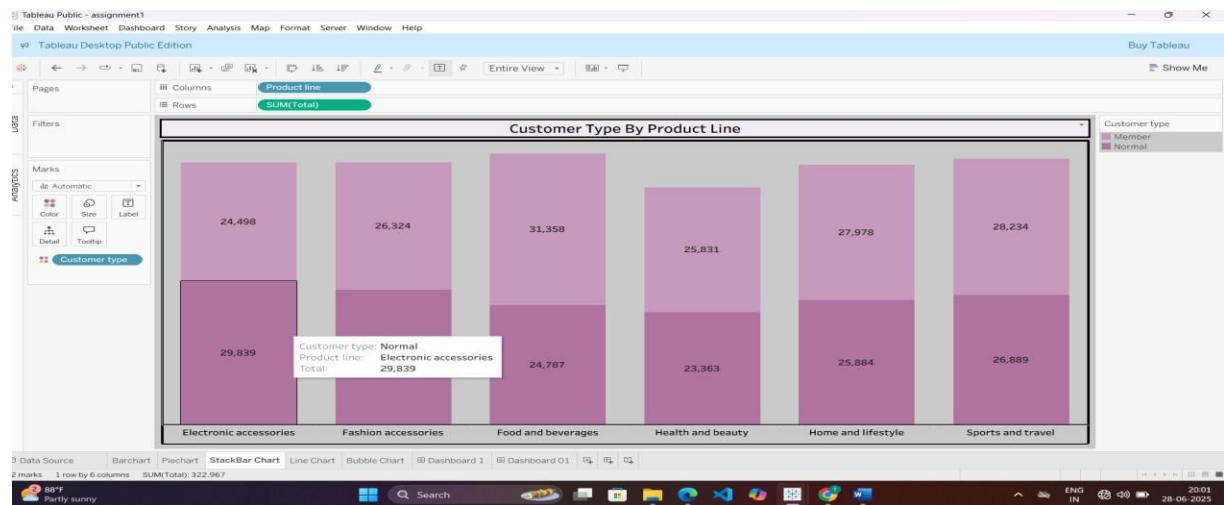 Tableau Public - assignment1
ile Data Worksheet Dashboard Story Analysis Map Format Server Window Help
Tableau Desktop Public Edition Buy Tableau
Entire View Show Me
Pages Columns Product line
Rows SUM(Total)
Data
Analytics
Filters
Marks
Automatic
Color Size Label
Detail Tooltip
Customer type
Customer Type By Product Line
24,498 26,324 31,358 25,831 27,978 28,234
29,839 24,787 23,363 25,884 26,889
Customer type: Normal
Product line: Electronic accessories
Total: 29,839
Electronic accessories Fashion accessories Food and beverages Health and beauty Home and lifestyle Sports and travel
Customer type
Member
Normal
Data Source Barchart Piechart StackBar Chart Line Chart Bubble Chart Dashboard 1 Dashboard 01
2 marks 1 row by 6 columns SUM(Total): 322,967
2
88°F
Partly sunny
Search
ENG
IN
20:01
28-06-2025